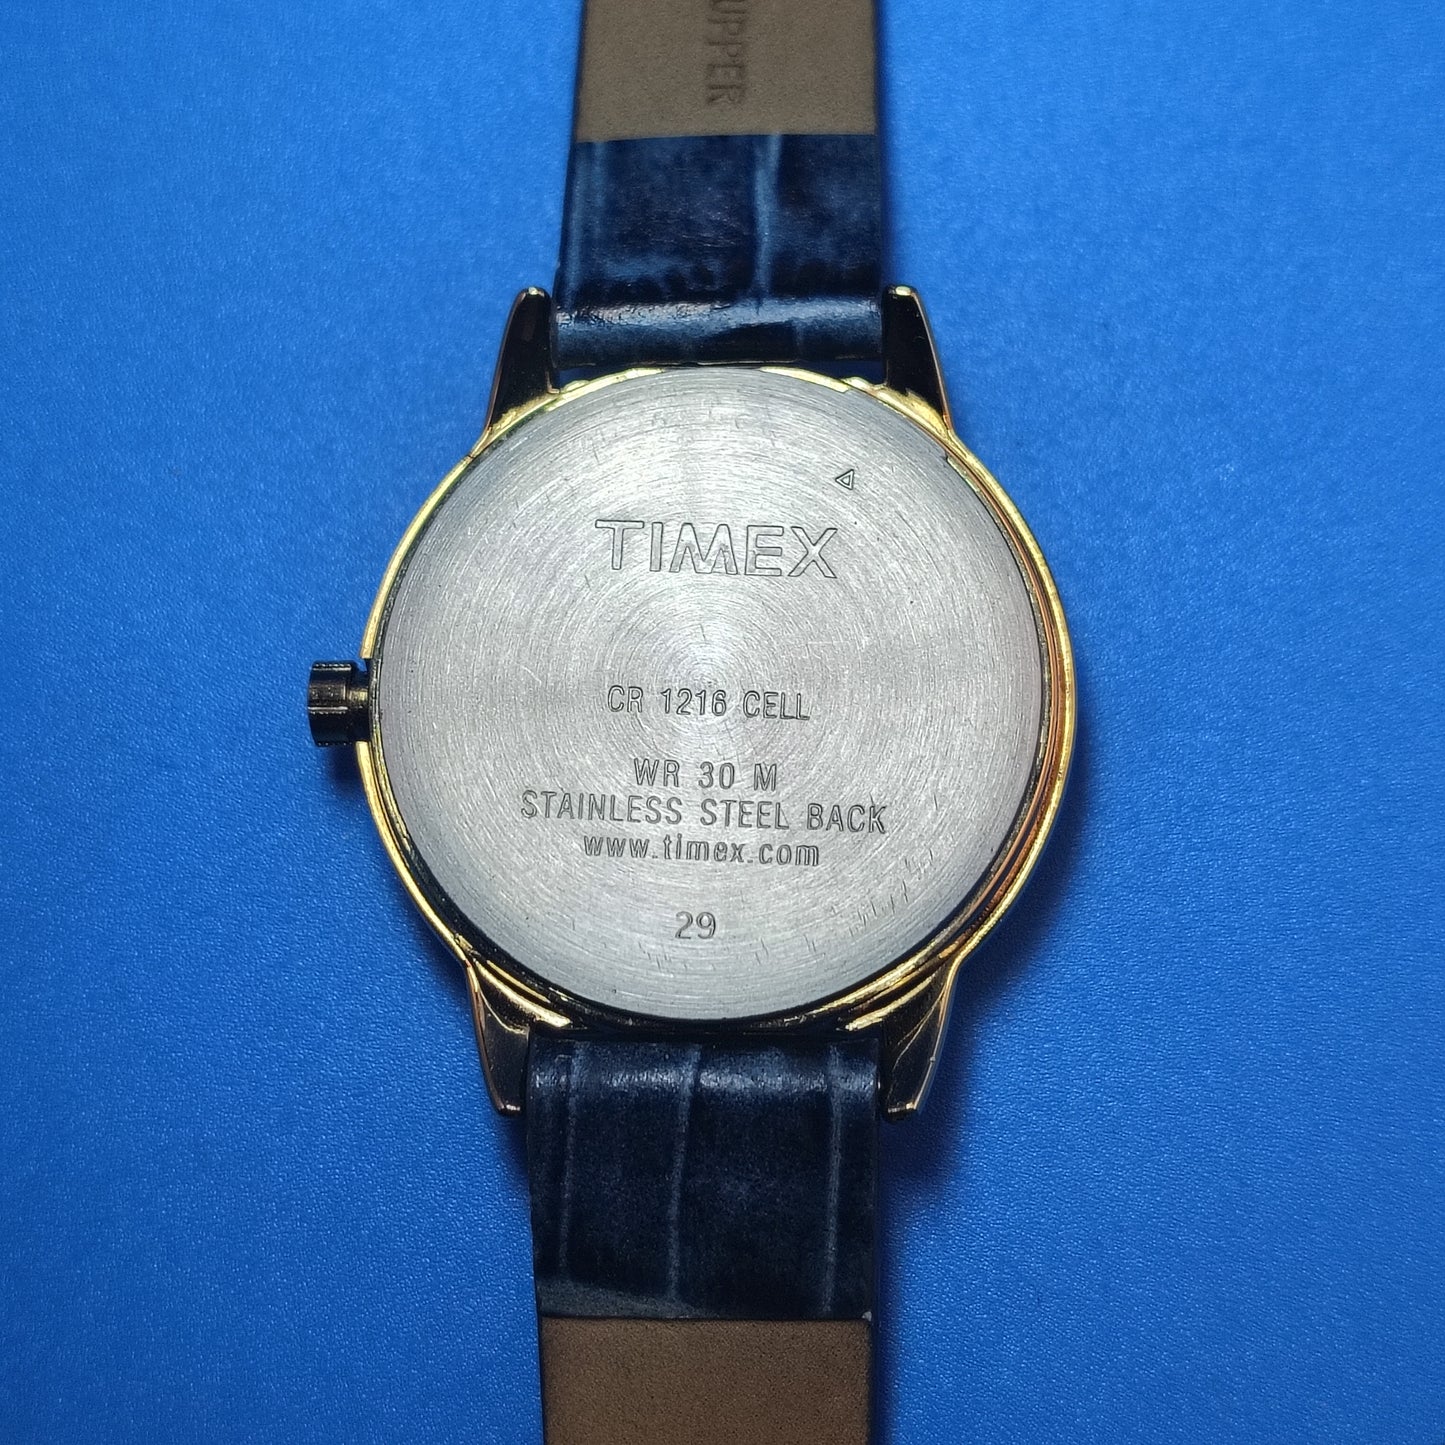 UPPER
TIMEX
CR 1216 CELL
WR 30 M
STAINLESS STEEL BACK
www.timex.com
29